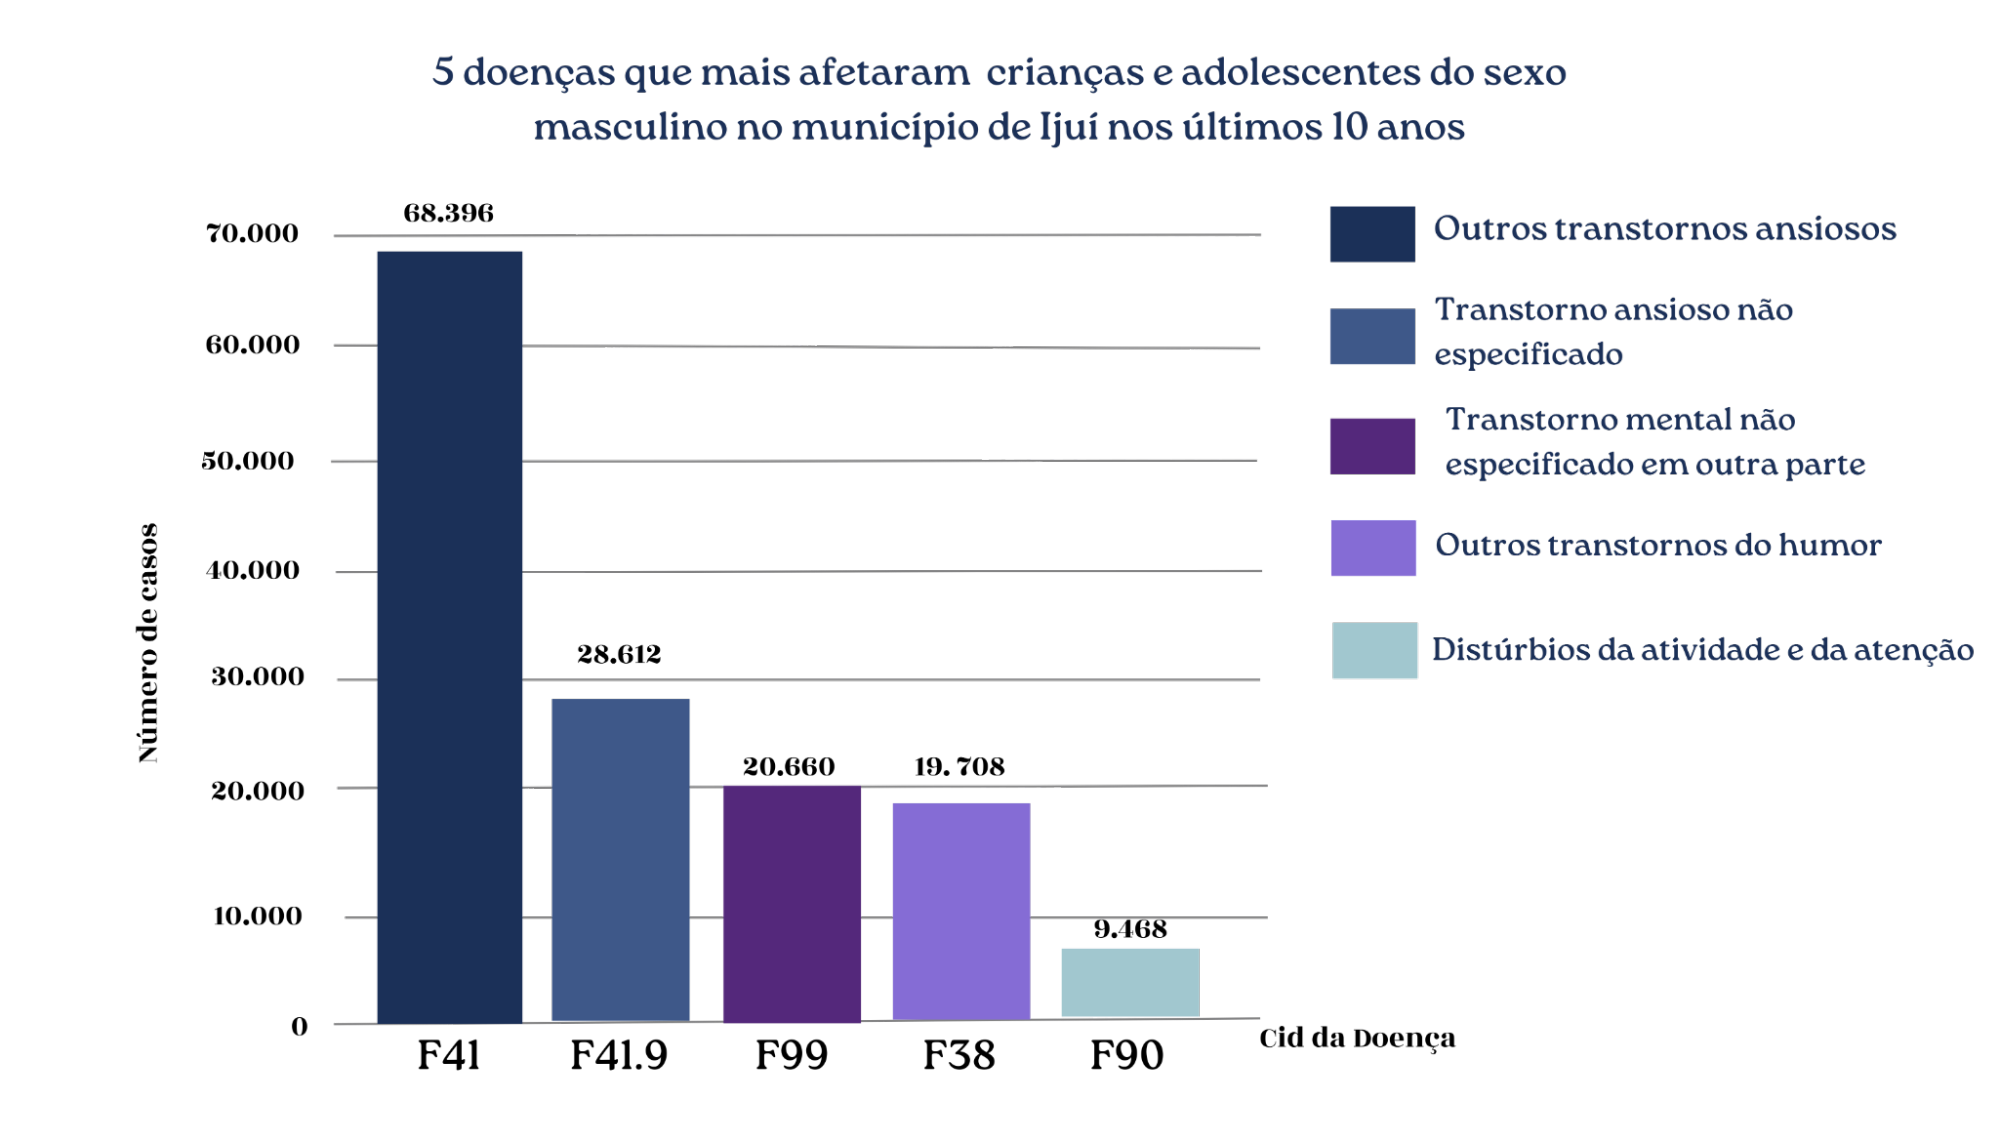 5 doenças que mais afetaram crianças e adolescentes do sexo
masculino no município de Ijuí nos últimos 10 anos
68.396
70.000
60.000
50.000
40.000
30.000
20.000
10.000
0
Número de casos
28.612
20.660
19. 708
9.468
F41
F41.9
F99
F38
F90
Cid da Doença
Outros transtornos ansiosos
Transtorno ansioso não
especificado
Transtorno mental não
especificado em outra parte
Outros transtornos do humor
Distúrbios da atividade e da atenção